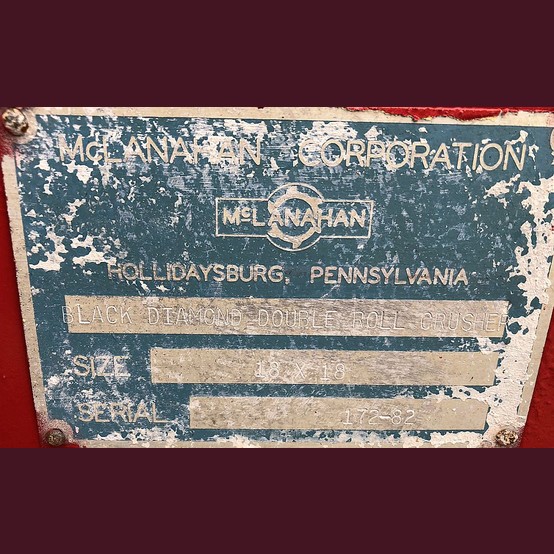 McLANAHAN CORPORATION
McLANAHAN
HOLLIDAYSBURG, PENNSYLVANIA
BLACK DIAMOND DOUBLE ROLL CRUSHER
SIZE 18 X 18
SERIAL 172-82